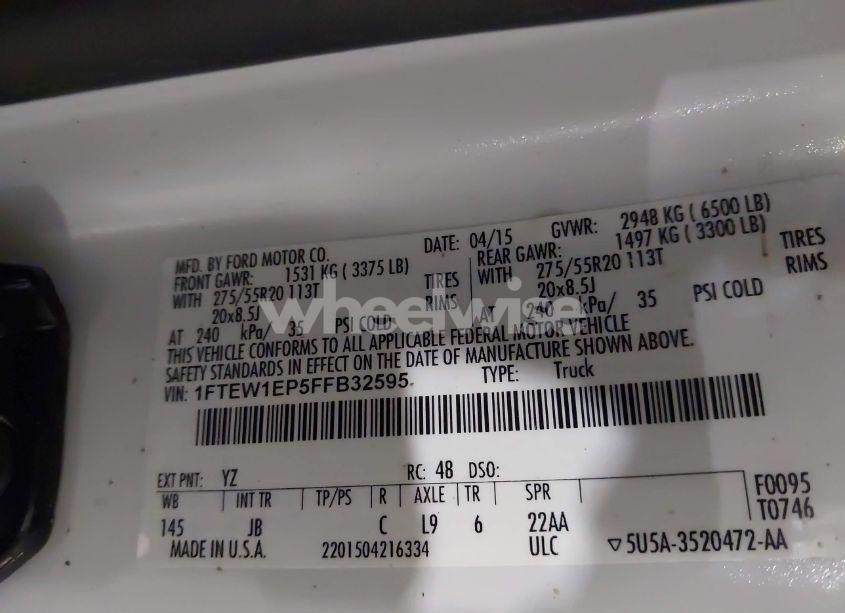 MFD. BY FORD MOTOR CO. DATE: 04/15 GVWR: 2948 KG ( 6500 LB)
FRONT GAWR: 1531 KG ( 3375 LB) REAR GAWR: 1497 KG ( 3300 LB)
WITH 275/55R20 113T TIRES WITH 275/55R20 113T TIRES
20x8.5J RIMS 20x8.5J RIMS
AT 240 kPa/ 35 PSI COLD AT 240 kPa/ 35 PSI COLD
THIS VEHICLE CONFORMS TO ALL APPLICABLE FEDERAL MOTOR VEHICLE
SAFETY STANDARDS IN EFFECT ON THE DATE OF MANUFACTURE SHOWN ABOVE.
VIN: 1FTEW1EP5FFB32595 TYPE: Truck
EXT PNT: YZ RC: 48 DSO:
WB INT TR TP/PS R AXLE TR SPR F0095
145 JB C L9 6 22AA T0746
MADE IN U.S.A. 2201504216334 ULC ▽5U5A-3520472-AA
wheelwise